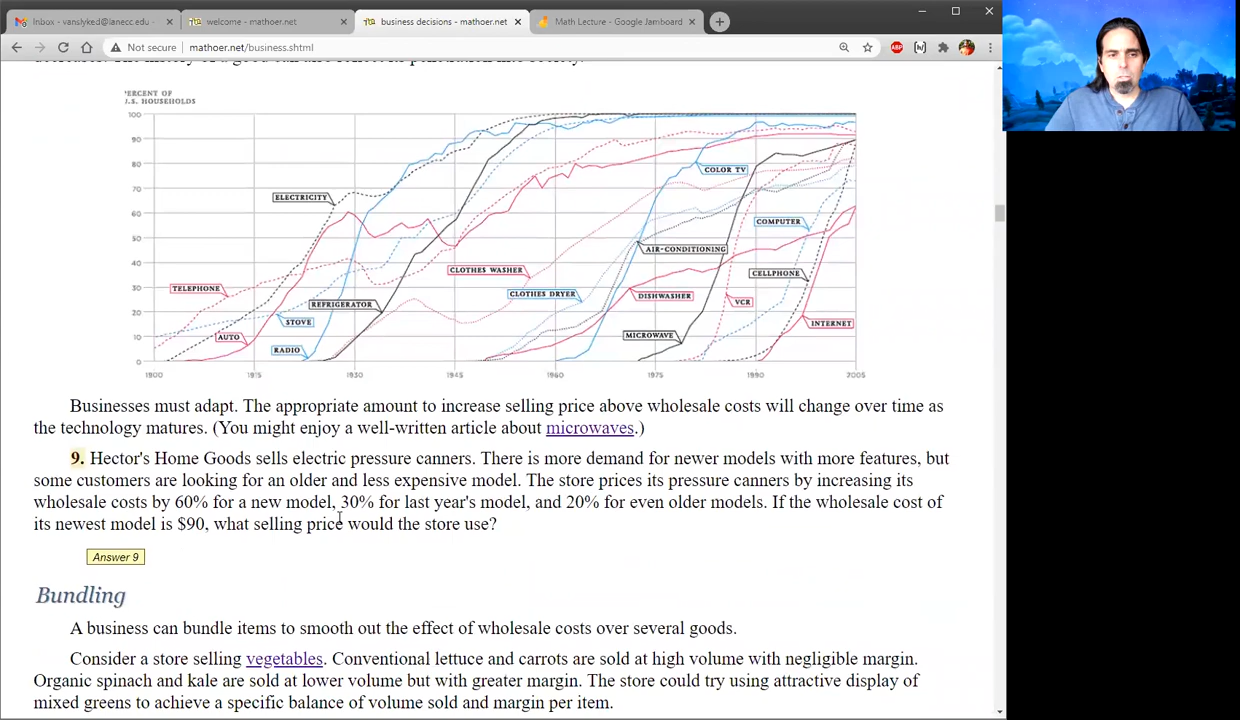 Inbox - vanslyked@lanecc.edu -
welcome - mathoer.net
business decisions - mathoer.net
Math Lecture - Google Jamboard
Not secure
mathoer.net/business.shtml
ERCENT OF
.S. HOUSEHOLDS
100
90
80
70
60
50
40
30
20
10
0
ELECTRICITY
TELEPHONE
AUTO
STOVE
RADIO
REFRIGERATOR
CLOTHES WASHER
CLOTHES DRYER
COLOR TV
AIR-CONDITIONING
DISHWASHER
MICROWAVE
VCR
COMPUTER
CELLPHONE
INTERNET
1900
1915
1930
1945
1960
1975
1990
2005
Businesses must adapt. The appropriate amount to increase selling price above wholesale costs will change over time as
the technology matures. (You might enjoy a well-written article about microwaves.)
9. Hector's Home Goods sells electric pressure canners. There is more demand for newer models with more features, but
some customers are looking for an older and less expensive model. The store prices its pressure canners by increasing its
wholesale costs by 60% for a new model, 30% for last year's model, and 20% for even older models. If the wholesale cost of
its newest model is $90, what selling price would the store use?
Answer 9
Bundling
A business can bundle items to smooth out the effect of wholesale costs over several goods.
Consider a store selling vegetables. Conventional lettuce and carrots are sold at high volume with negligible margin.
Organic spinach and kale are sold at lower volume but with greater margin. The store could try using attractive display of
mixed greens to achieve a specific balance of volume sold and margin per item.